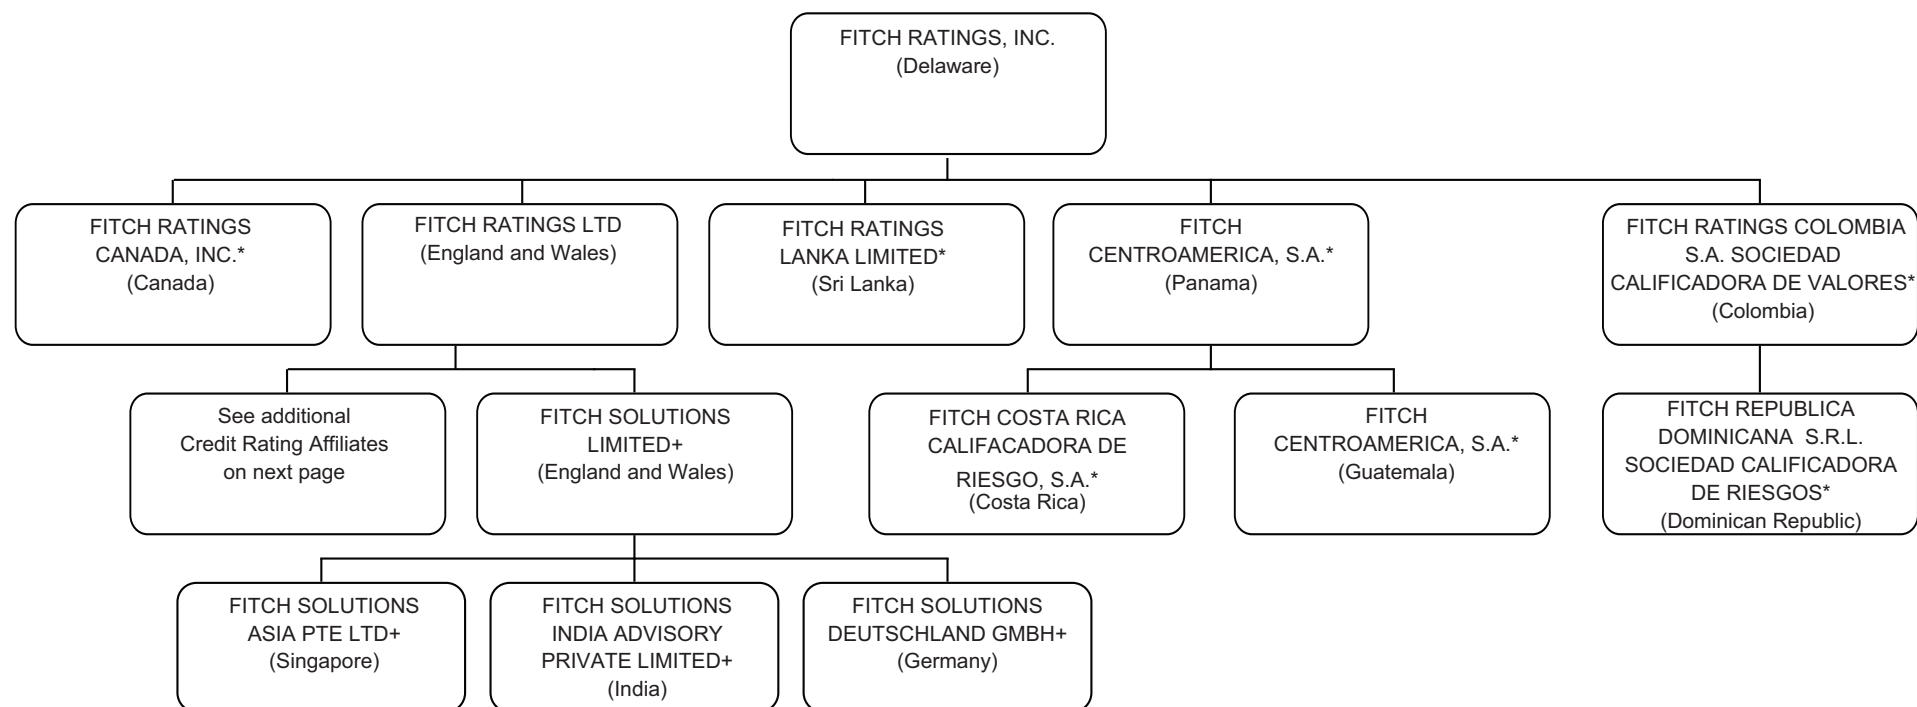 FITCH RATINGS, INC.
(Delaware)
FITCH RATINGS
CANADA, INC.*
(Canada)
FITCH RATINGS LTD
(England and Wales)
FITCH RATINGS
LANKA LIMITED*
(Sri Lanka)
FITCH
CENTROAMERICA, S.A.*
(Panama)
FITCH RATINGS COLOMBIA
S.A. SOCIEDAD
CALIFICADORA DE VALORES*
(Colombia)
See additional
Credit Rating Affiliates
on next page
FITCH SOLUTIONS
LIMITED+
(England and Wales)
FITCH COSTA RICA
CALIFACADORA DE
RIESGO, S.A.*
(Costa Rica)
FITCH
CENTROAMERICA, S.A.*
(Guatemala)
FITCH REPUBLICA
DOMINICANA S.R.L.
SOCIEDAD CALIFICADORA
DE RIESGOS*
(Dominican Republic)
FITCH SOLUTIONS
ASIA PTE LTD+
(Singapore)
FITCH SOLUTIONS
INDIA ADVISORY
PRIVATE LIMITED+
(India)
FITCH SOLUTIONS
DEUTSCHLAND GMBH+
(Germany)